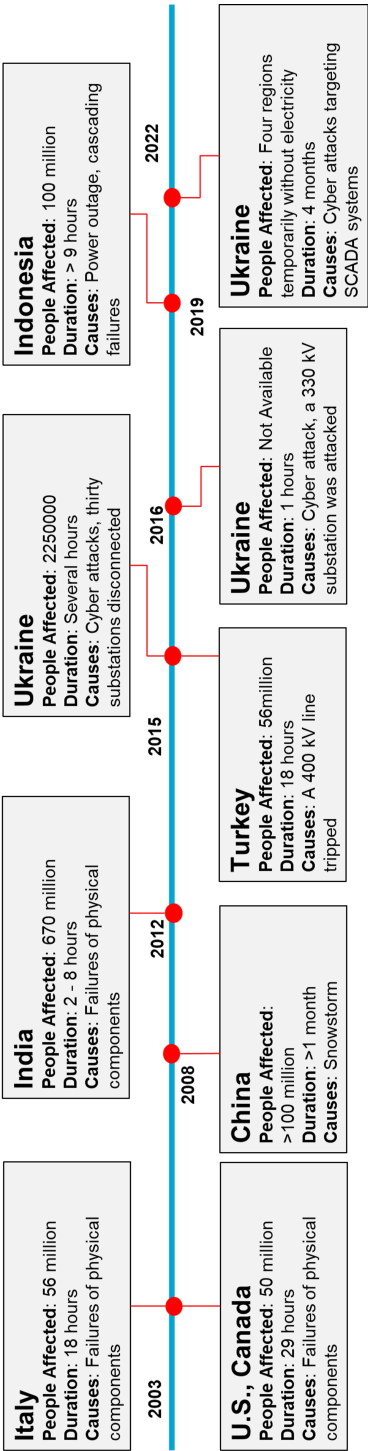 Italy
People Affected: 56 million
Duration: 18 hours
Causes: Failures of physical
components
India
People Affected: 670 million
Duration: 2 - 8 hours
Causes: Failures of physical
components
Ukraine
People Affected: 2250000
Duration: Several hours
Causes: Cyber attacks, thirty
substations disconnected
Indonesia
People Affected: 100 million
Duration: > 9 hours
Causes: Power outage, cascading
failures
2003
2008
2012
2015
2016
2019
2022
U.S., Canada
People Affected: 50 million
Duration: 29 hours
Causes: Failures of physical
components
China
People Affected:
>100 million
Duration: >1 month
Causes: Snowstorm
Turkey
People Affected: 56million
Duration: 18 hours
Causes: A 400 kV line
tripped
Ukraine
People Affected: Not Available
Duration: 1 hours
Causes: Cyber attack, a 330 kV
substation was attacked
Ukraine
People Affected: Four regions
temporarily without electricity
Duration: 4 months
Causes: Cyber attacks targeting
SCADA systems